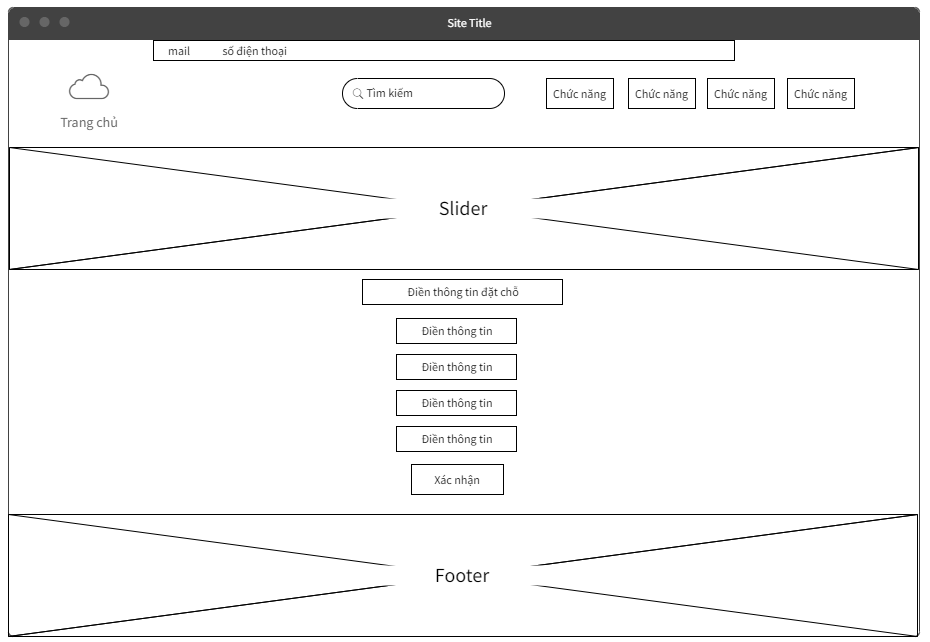 Site Title
mail số điện thoại
Tìm kiếm Chức năng Chức năng Chức năng Chức năng
Trang chủ
Slider
Điền thông tin đặt chỗ
Điền thông tin
Điền thông tin
Điền thông tin
Điền thông tin
Xác nhận
Footer